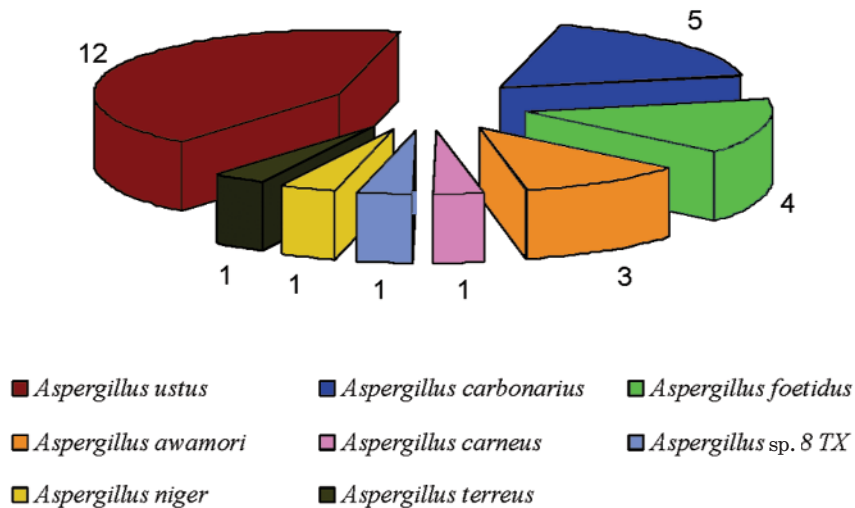 5
12
4
3
1
1
1
1
Aspergillus ustus
Aspergillus carbonarius
Aspergillus foetidus
Aspergillus awamori
Aspergillus carneus
Aspergillus sp. 8 TX
Aspergillus niger
Aspergillus terreus